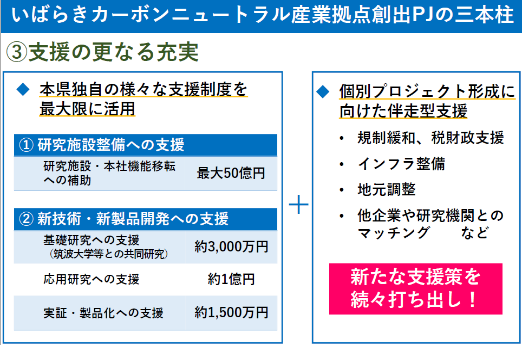 いばらきカーボンニュートラル産業拠点創出PJの三本柱
③支援の更なる充実
◆ 本県独自の様々な支援制度を
最大限に活用
① 研究施設整備への支援
研究施設・本社機能移転
への補助
最大50億円
② 新技術・新製品開発への支援
基礎研究への支援
（筑波大学等との共同研究）
約3,000万円
応用研究への支援
約1億円
実証・製品化への支援
約1,500万円
＋
◆ 個別プロジェクト形成に
向けた伴走型支援
• 規制緩和、税財政支援
• インフラ整備
• 地元調整
• 他企業や研究機関との
マッチング など
新たな支援策を
続々打ち出し！